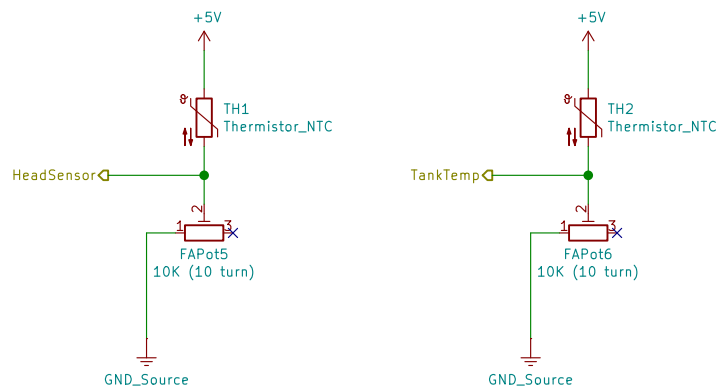 +5V
+5V
ϑ
TH1
Thermistor_NTC
ϑ
TH2
Thermistor_NTC
HeadSensor
TankTemp
2
2
1
3
1
3
FAPot5
10K (10 turn)
FAPot6
10K (10 turn)
GND_Source
GND_Source